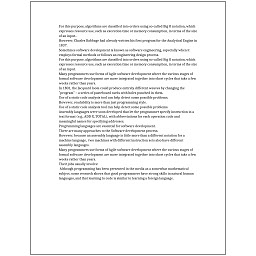 For this purpose, algorithms are classified into orders using so-called Big O notation, which
expresses resource use, such as execution time or memory consumption, in terms of the size
of an input.
However, Charles Babbage had already written his first program for the Analytical Engine in
1837.
Sometimes software development is known as software engineering, especially when it
employs formal methods or follows an engineering design process.
For this purpose, algorithms are classified into orders using so-called Big O notation, which
expresses resource use, such as execution time or memory consumption, in terms of the size
of an input.
Many programmers use forms of Agile software development where the various stages of
formal software development are more integrated together into short cycles that take a few
weeks rather than years.
In 1801, the Jacquard loom could produce entirely different weaves by changing the
"program" – a series of pasteboard cards with holes punched in them.
Use of a static code analysis tool can help detect some possible problems.
However, readability is more than just programming style.
Use of a static code analysis tool can help detect some possible problems.
Assembly languages were soon developed that let the programmer specify instruction in a
text format (e.g., ADD X, TOTAL), with abbreviations for each operation code and
meaningful names for specifying addresses.
Programming languages are essential for software development.
There are many approaches to the Software development process.
However, because an assembly language is little more than a different notation for a
machine language, two machines with different instruction sets also have different
assembly languages.
Many programmers use forms of Agile software development where the various stages of
formal software development are more integrated together into short cycles that take a few
weeks rather than years.
Their jobs usually involve:
Although programming has been presented in the media as a somewhat mathematical
subject, some research shows that good programmers have strong skills in natural human
languages, and that learning to code is similar to learning a foreign language.